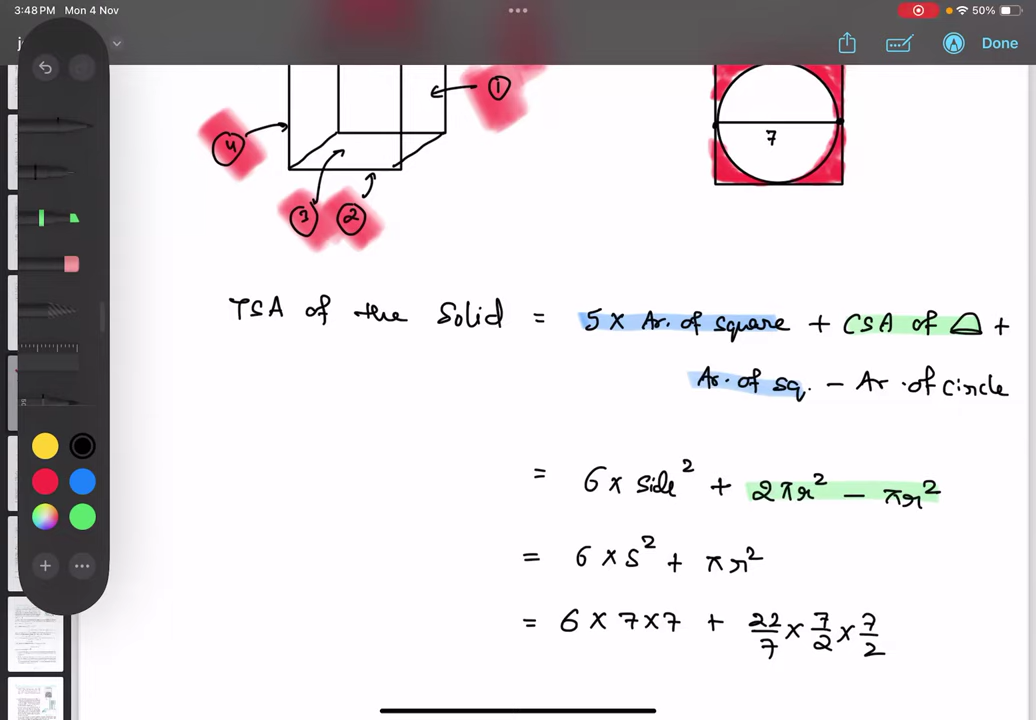 3:48 PM Mon 4 Nov
50%
Done
1
4
3 2
7
TSA of the Solid = 5 x Ar. of square + CSA of +
Ar. of sq. - Ar. of circle
= 6 x side² + 2πr² - πr²
= 6 x s² + πr²
= 6 x 7 x 7 + 22/7 x 7/2 x 7/2